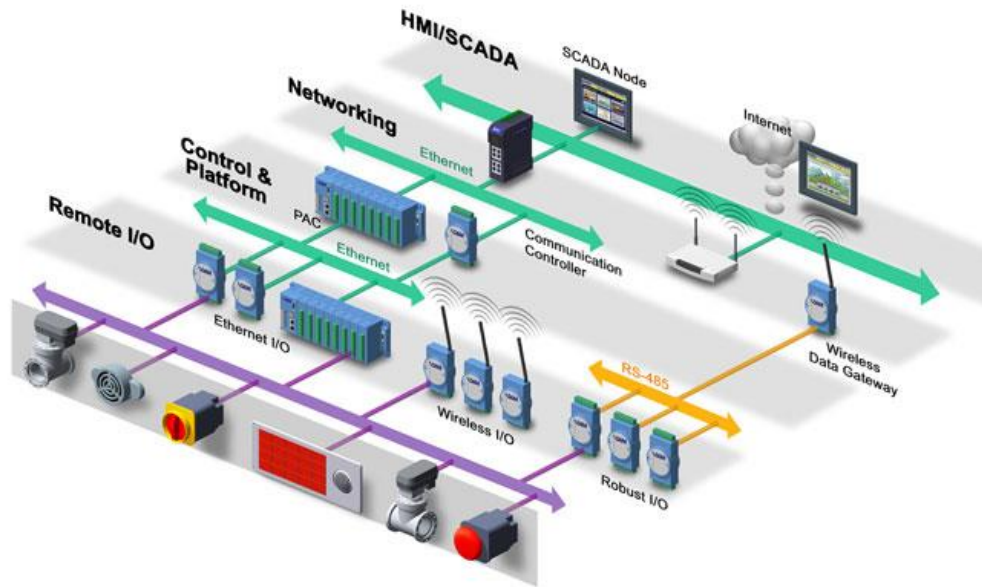 HMI/SCADA
SCADA Node
Networking
Internet
Ethernet
Control &
Platform
PAC
Remote I/O
Communication
Controller
Ethernet
Ethernet I/O
Wireless
Data Gateway
RS-485
Wireless I/O
Robust I/O